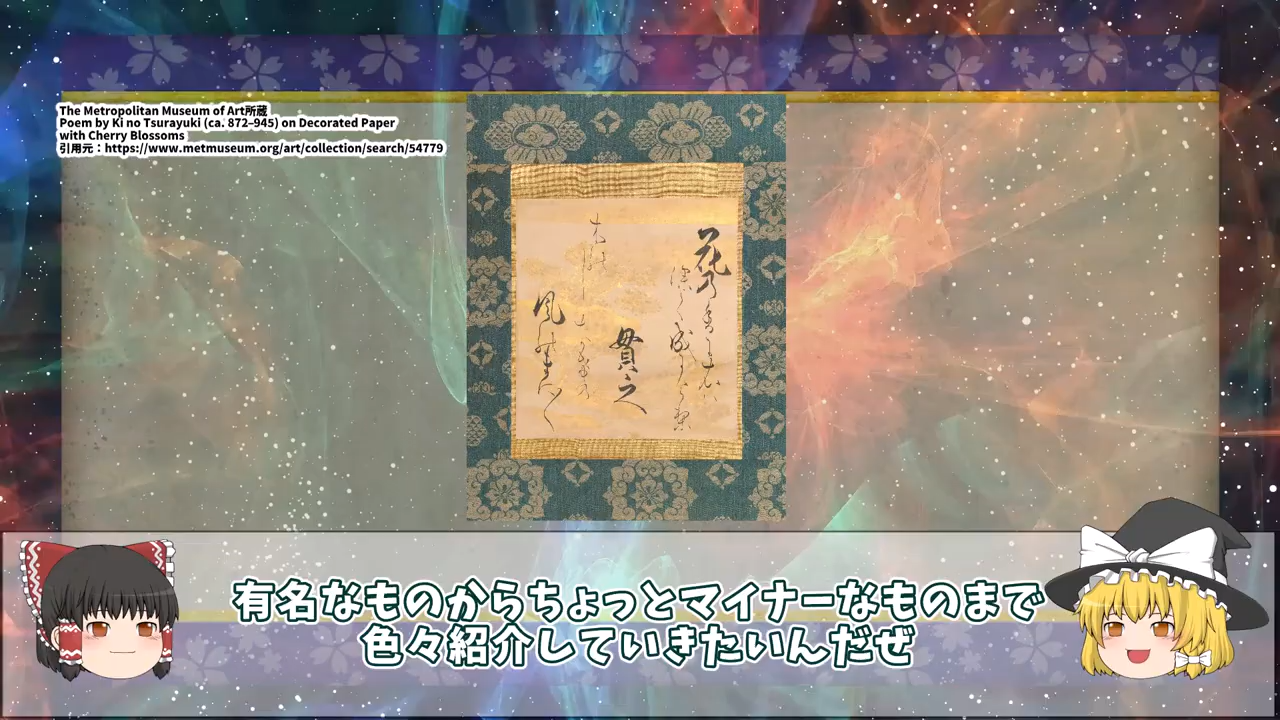 The Metropolitan Museum of Art所蔵
Poem by Ki no Tsurayuki (ca. 872–945) on Decorated Paper
with Cherry Blossoms
引用元：https://www.metmuseum.org/art/collection/search/54779
花乃
貫之
風
有名なものからちょっとマイナーなものまで
色々紹介していきたいんだぜ